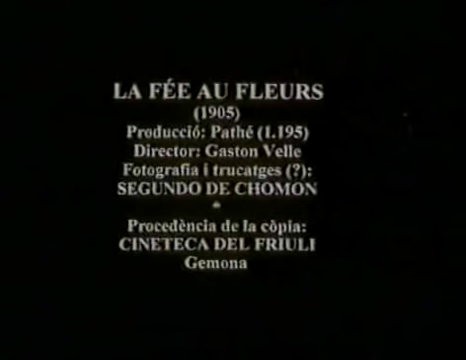 LA FÉE AU FLEURS
(1905)
Producció: Pathé (1.195)
Director: Gaston Velle
Fotografia i trucatges (?):
SEGUNDO DE CHOMON
*
Procedència de la còpia:
CINETECA DEL FRIULI
Gemona